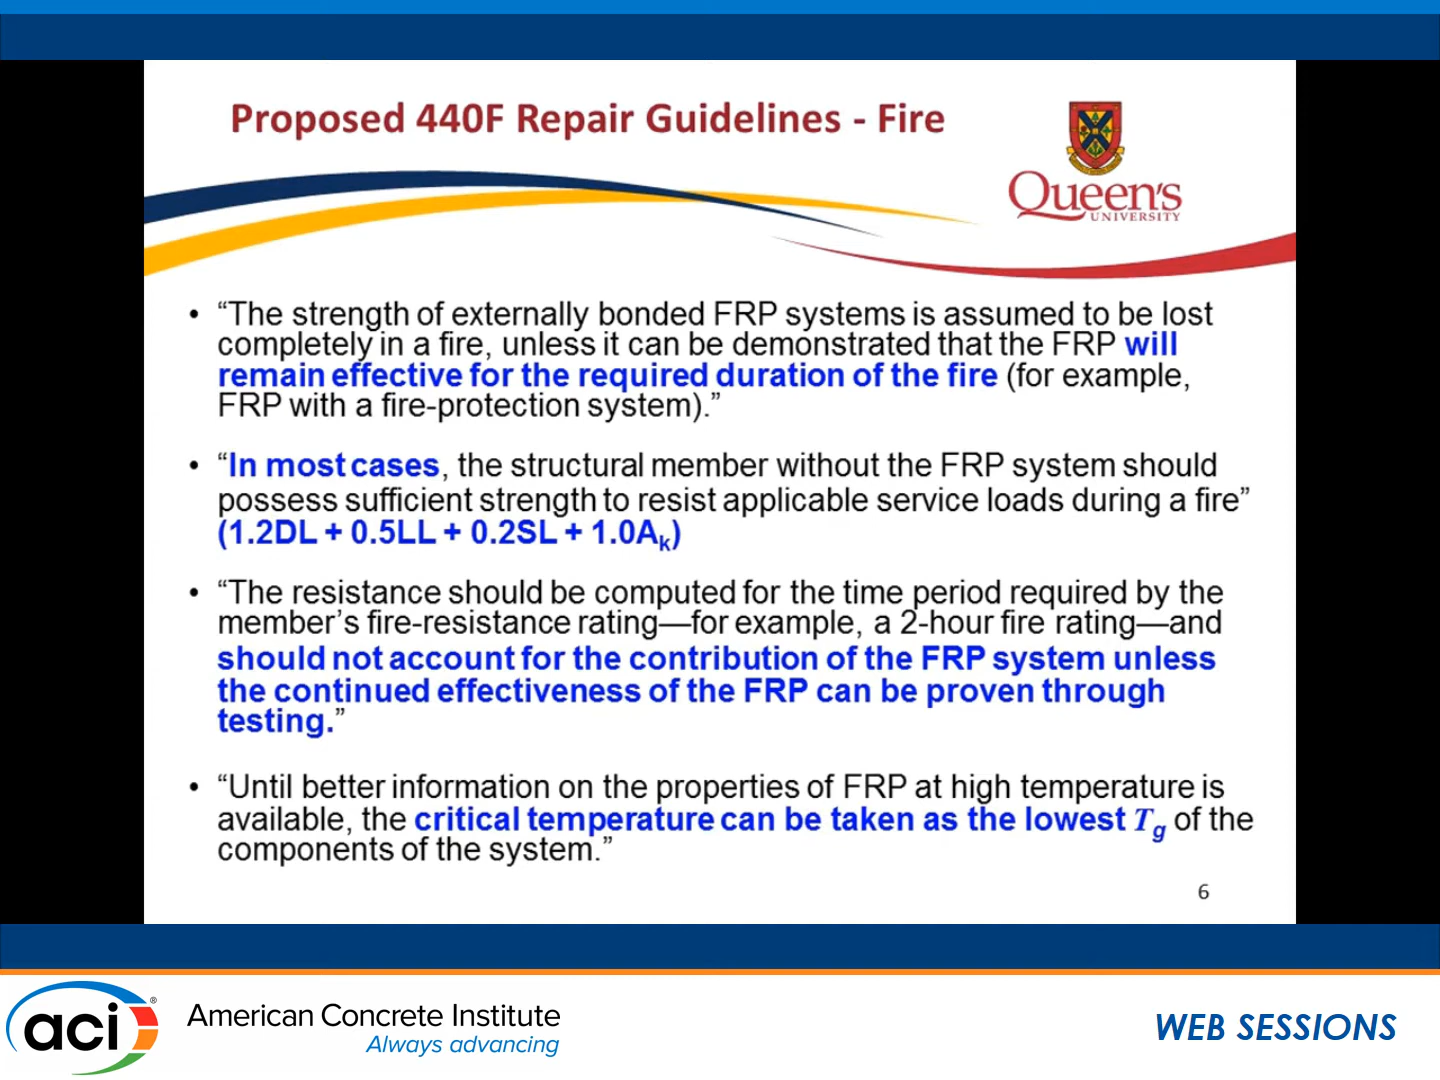 Proposed 440F Repair Guidelines - Fire
Queen's
UNIVERSITY
• “The strength of externally bonded FRP systems is assumed to be lost
completely in a fire, unless it can be demonstrated that the FRP will
remain effective for the required duration of the fire (for example,
FRP with a fire-protection system).”
• “In most cases, the structural member without the FRP system should
possess sufficient strength to resist applicable service loads during a fire”
(1.2DL + 0.5LL + 0.2SL + 1.0Ak)
• “The resistance should be computed for the time period required by the
member’s fire-resistance rating—for example, a 2-hour fire rating—and
should not account for the contribution of the FRP system unless
the continued effectiveness of the FRP can be proven through
testing.”
• “Until better information on the properties of FRP at high temperature is
available, the critical temperature can be taken as the lowest Tg of the
components of the system.”
6
aci®
American Concrete Institute
Always advancing
WEB SESSIONS